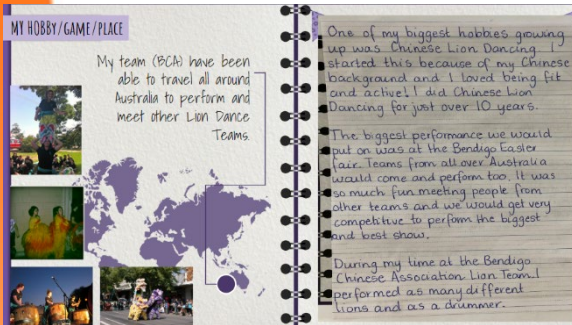 MY HOBBY/GAME/PLACE
My team (BCA) have been
able to travel all around
Australia to perform and
meet other Lion Dance
Teams.
One of my biggest hobbies growing
up was Chinese Lion Dancing. I
started this because of my Chinese
background and I loved being fit
and active! I did Chinese Lion
Dancing for just over 10 years.
The biggest performance we would
put on was at the Bendigo Easter
fair. Teams from all over Australia
would come and perform too. It was
so much fun meeting people from
other teams and we would get very
competitive to perform the biggest
and best show.
During my time at the Bendigo
Chinese Association Lion Team I
performed as many different
lions and as a drummer.